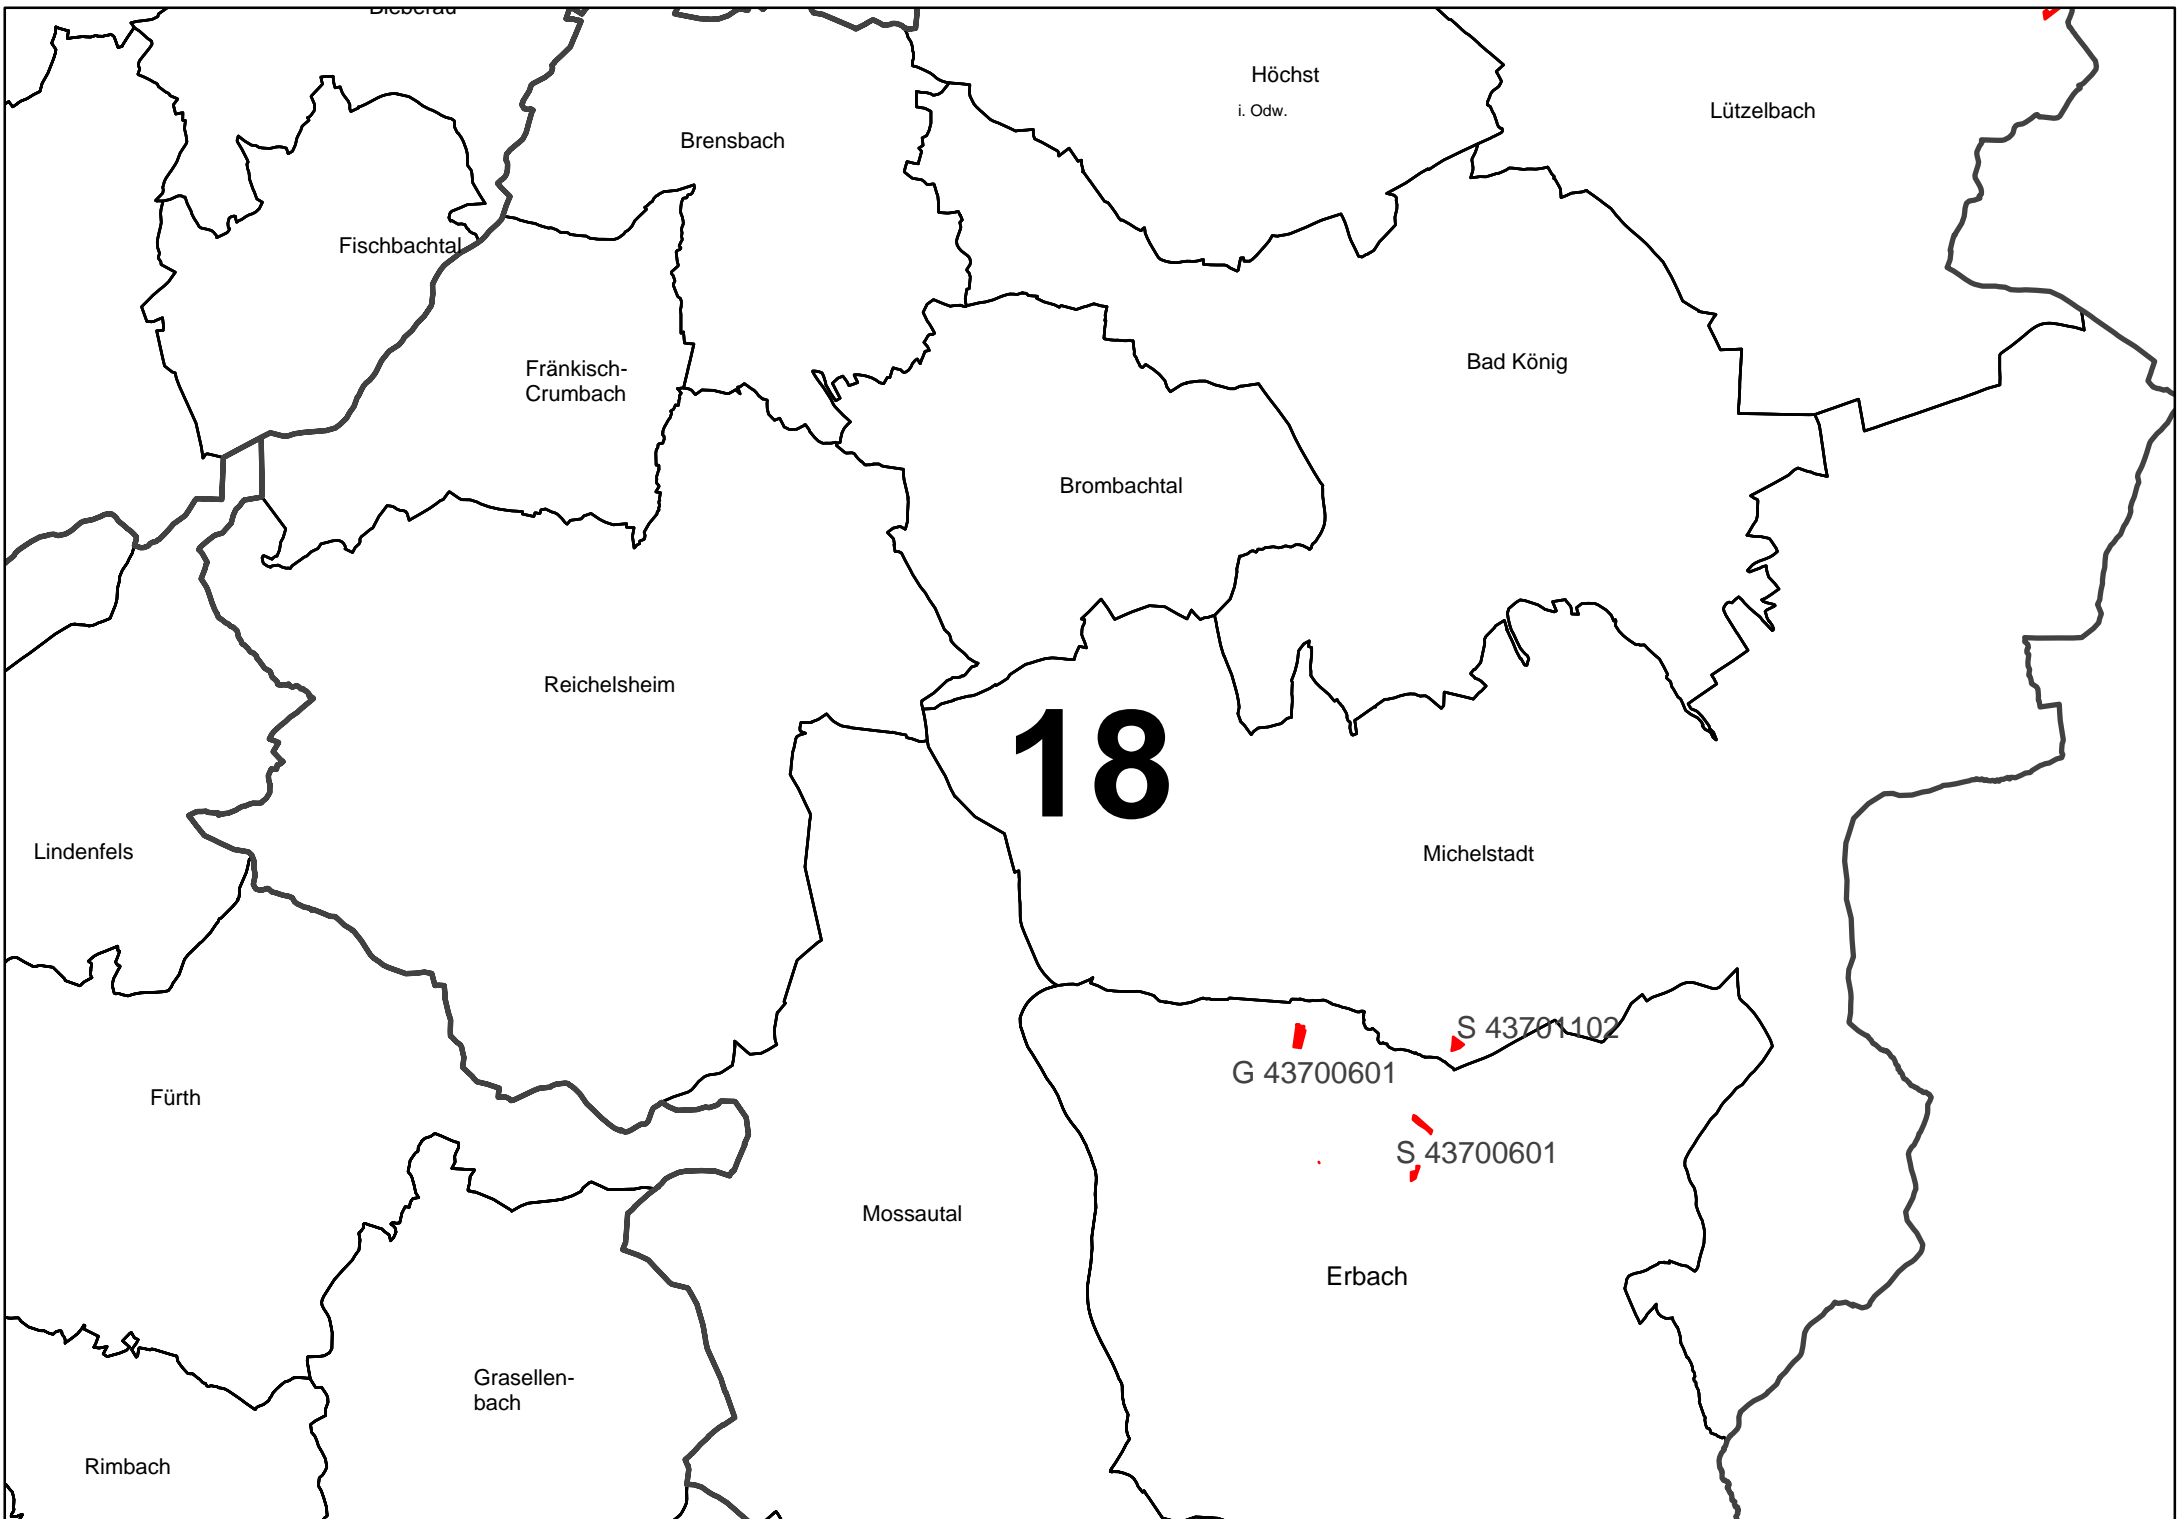 Höchst
i. Odw.
Lützelbach
Brensbach
Fischbachtal
Fränkisch-
Crumbach
Bad König
Brombachtal
Reichelsheim
18
Lindenfels
Michelstadt
S 43701102
G 43700601
Fürth
S 43700601
Mossautal
Erbach
Grasellen-
bach
Rimbach